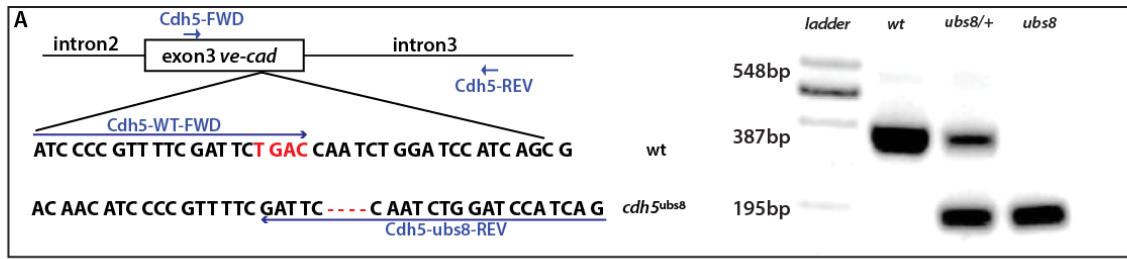 A
Cdh5-FWD
intron2
exon3 ve-cad
intron3
Cdh5-REV
Cdh5-WT-FWD
ATC CCC GTT TTC GAT TCT GAC CAA TCT GGA TCC ATC AGC G
wt
AC AAC ATC CCC GTT TTC GATTC ---- C AAT CTG GAT CCA TCA G
cdh5ubs8
Cdh5-ubs8-REV
ladder wt ubs8/+ ubs8
548bp
387bp
195bp